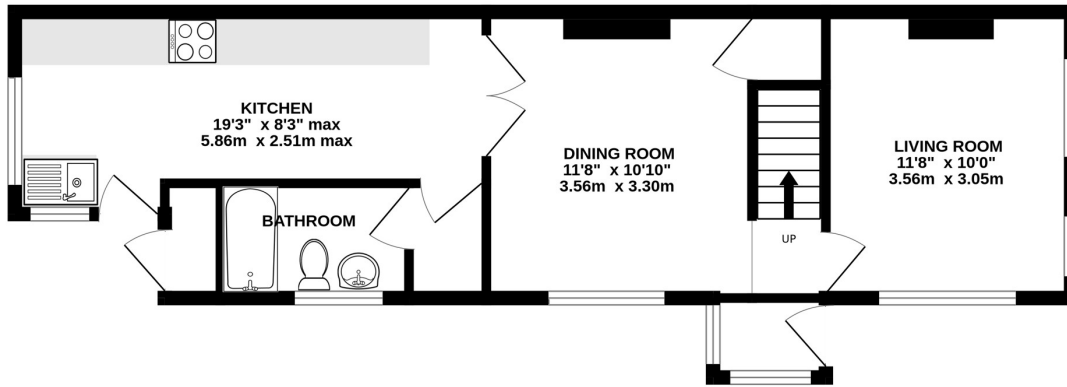 KITCHEN
19'3" x 8'3" max
5.86m x 2.51m max
DINING ROOM
11'8" x 10'10"
3.56m x 3.30m
LIVING ROOM
11'8" x 10'0"
3.56m x 3.05m
BATHROOM
UP